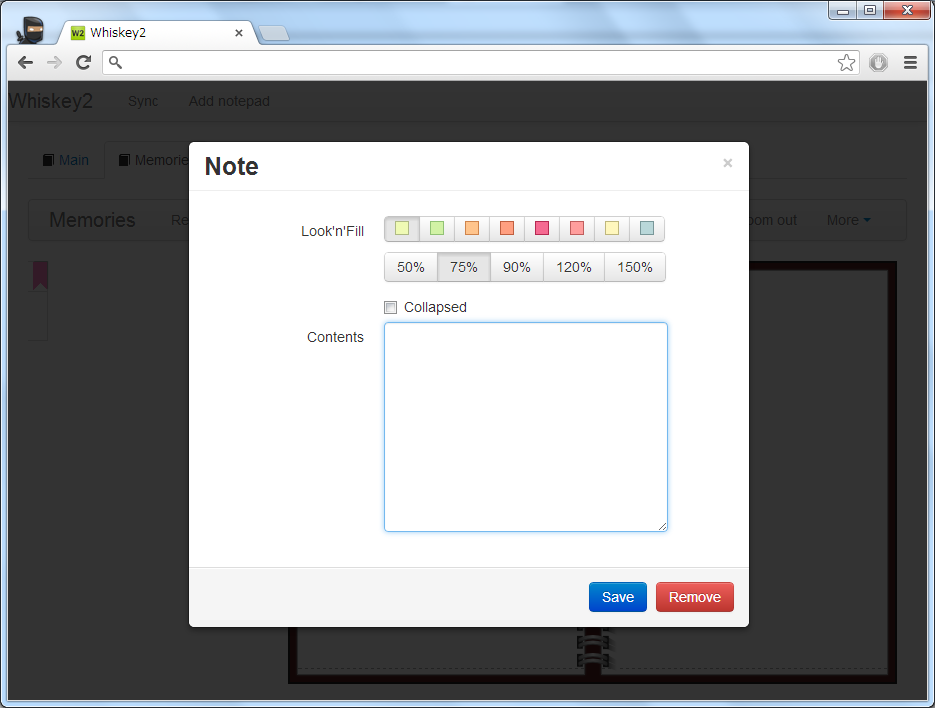 W2 Whiskey2
Whiskey2 Sync Add notepad
Main Memorie
Memories Re oom out More
Note
Look'n'Fill
50% 75% 90% 120% 150%
Collapsed
Contents
Save Remove